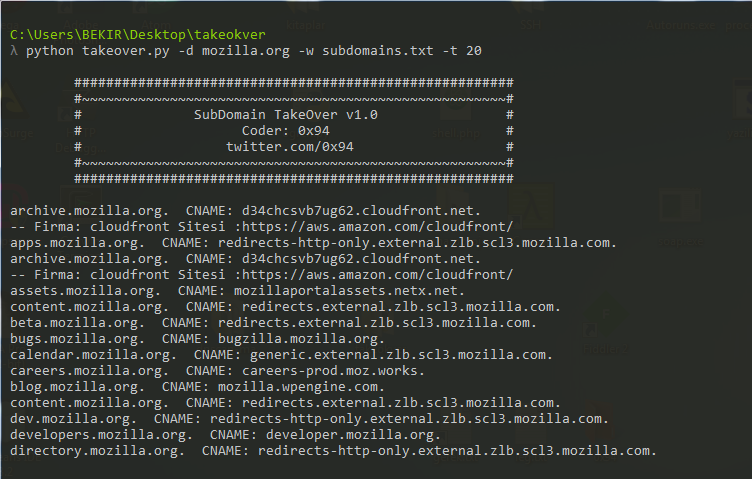 C:\Users\BEKIR\Desktop\takeokver
λ python takeover.py -d mozilla.org -w subdomains.txt -t 20
#######################################################
#~~~~~~~~~~~~~~~~~~~~~~~~~~~~~~~~~~~~~~~~~~~~~~~~~~~~~#
# SubDomain TakeOver v1.0 #
# Coder: 0x94 #
# twitter.com/0x94 #
#~~~~~~~~~~~~~~~~~~~~~~~~~~~~~~~~~~~~~~~~~~~~~~~~~~~~~#
#######################################################
archive.mozilla.org. CNAME: d34chcsvb7ug62.cloudfront.net.
-- Firma: cloudfront Sitesi :https://aws.amazon.com/cloudfront/
apps.mozilla.org. CNAME: redirects-http-only.external.zlb.scl3.mozilla.com.
archive.mozilla.org. CNAME: d34chcsvb7ug62.cloudfront.net.
-- Firma: cloudfront Sitesi :https://aws.amazon.com/cloudfront/
assets.mozilla.org. CNAME: mozillaportalassets.netx.net.
content.mozilla.org. CNAME: redirects.external.zlb.scl3.mozilla.com.
beta.mozilla.org. CNAME: redirects.external.zlb.scl3.mozilla.com.
bugs.mozilla.org. CNAME: bugzilla.mozilla.org.
calendar.mozilla.org. CNAME: generic.external.zlb.scl3.mozilla.com.
careers.mozilla.org. CNAME: careers-prod.moz.works.
blog.mozilla.org. CNAME: mozilla.wpengine.com.
content.mozilla.org. CNAME: redirects.external.zlb.scl3.mozilla.com.
dev.mozilla.org. CNAME: redirects-http-only.external.zlb.scl3.mozilla.com.
developers.mozilla.org. CNAME: developer.mozilla.org.
directory.mozilla.org. CNAME: redirects-http-only.external.zlb.scl3.mozilla.com.